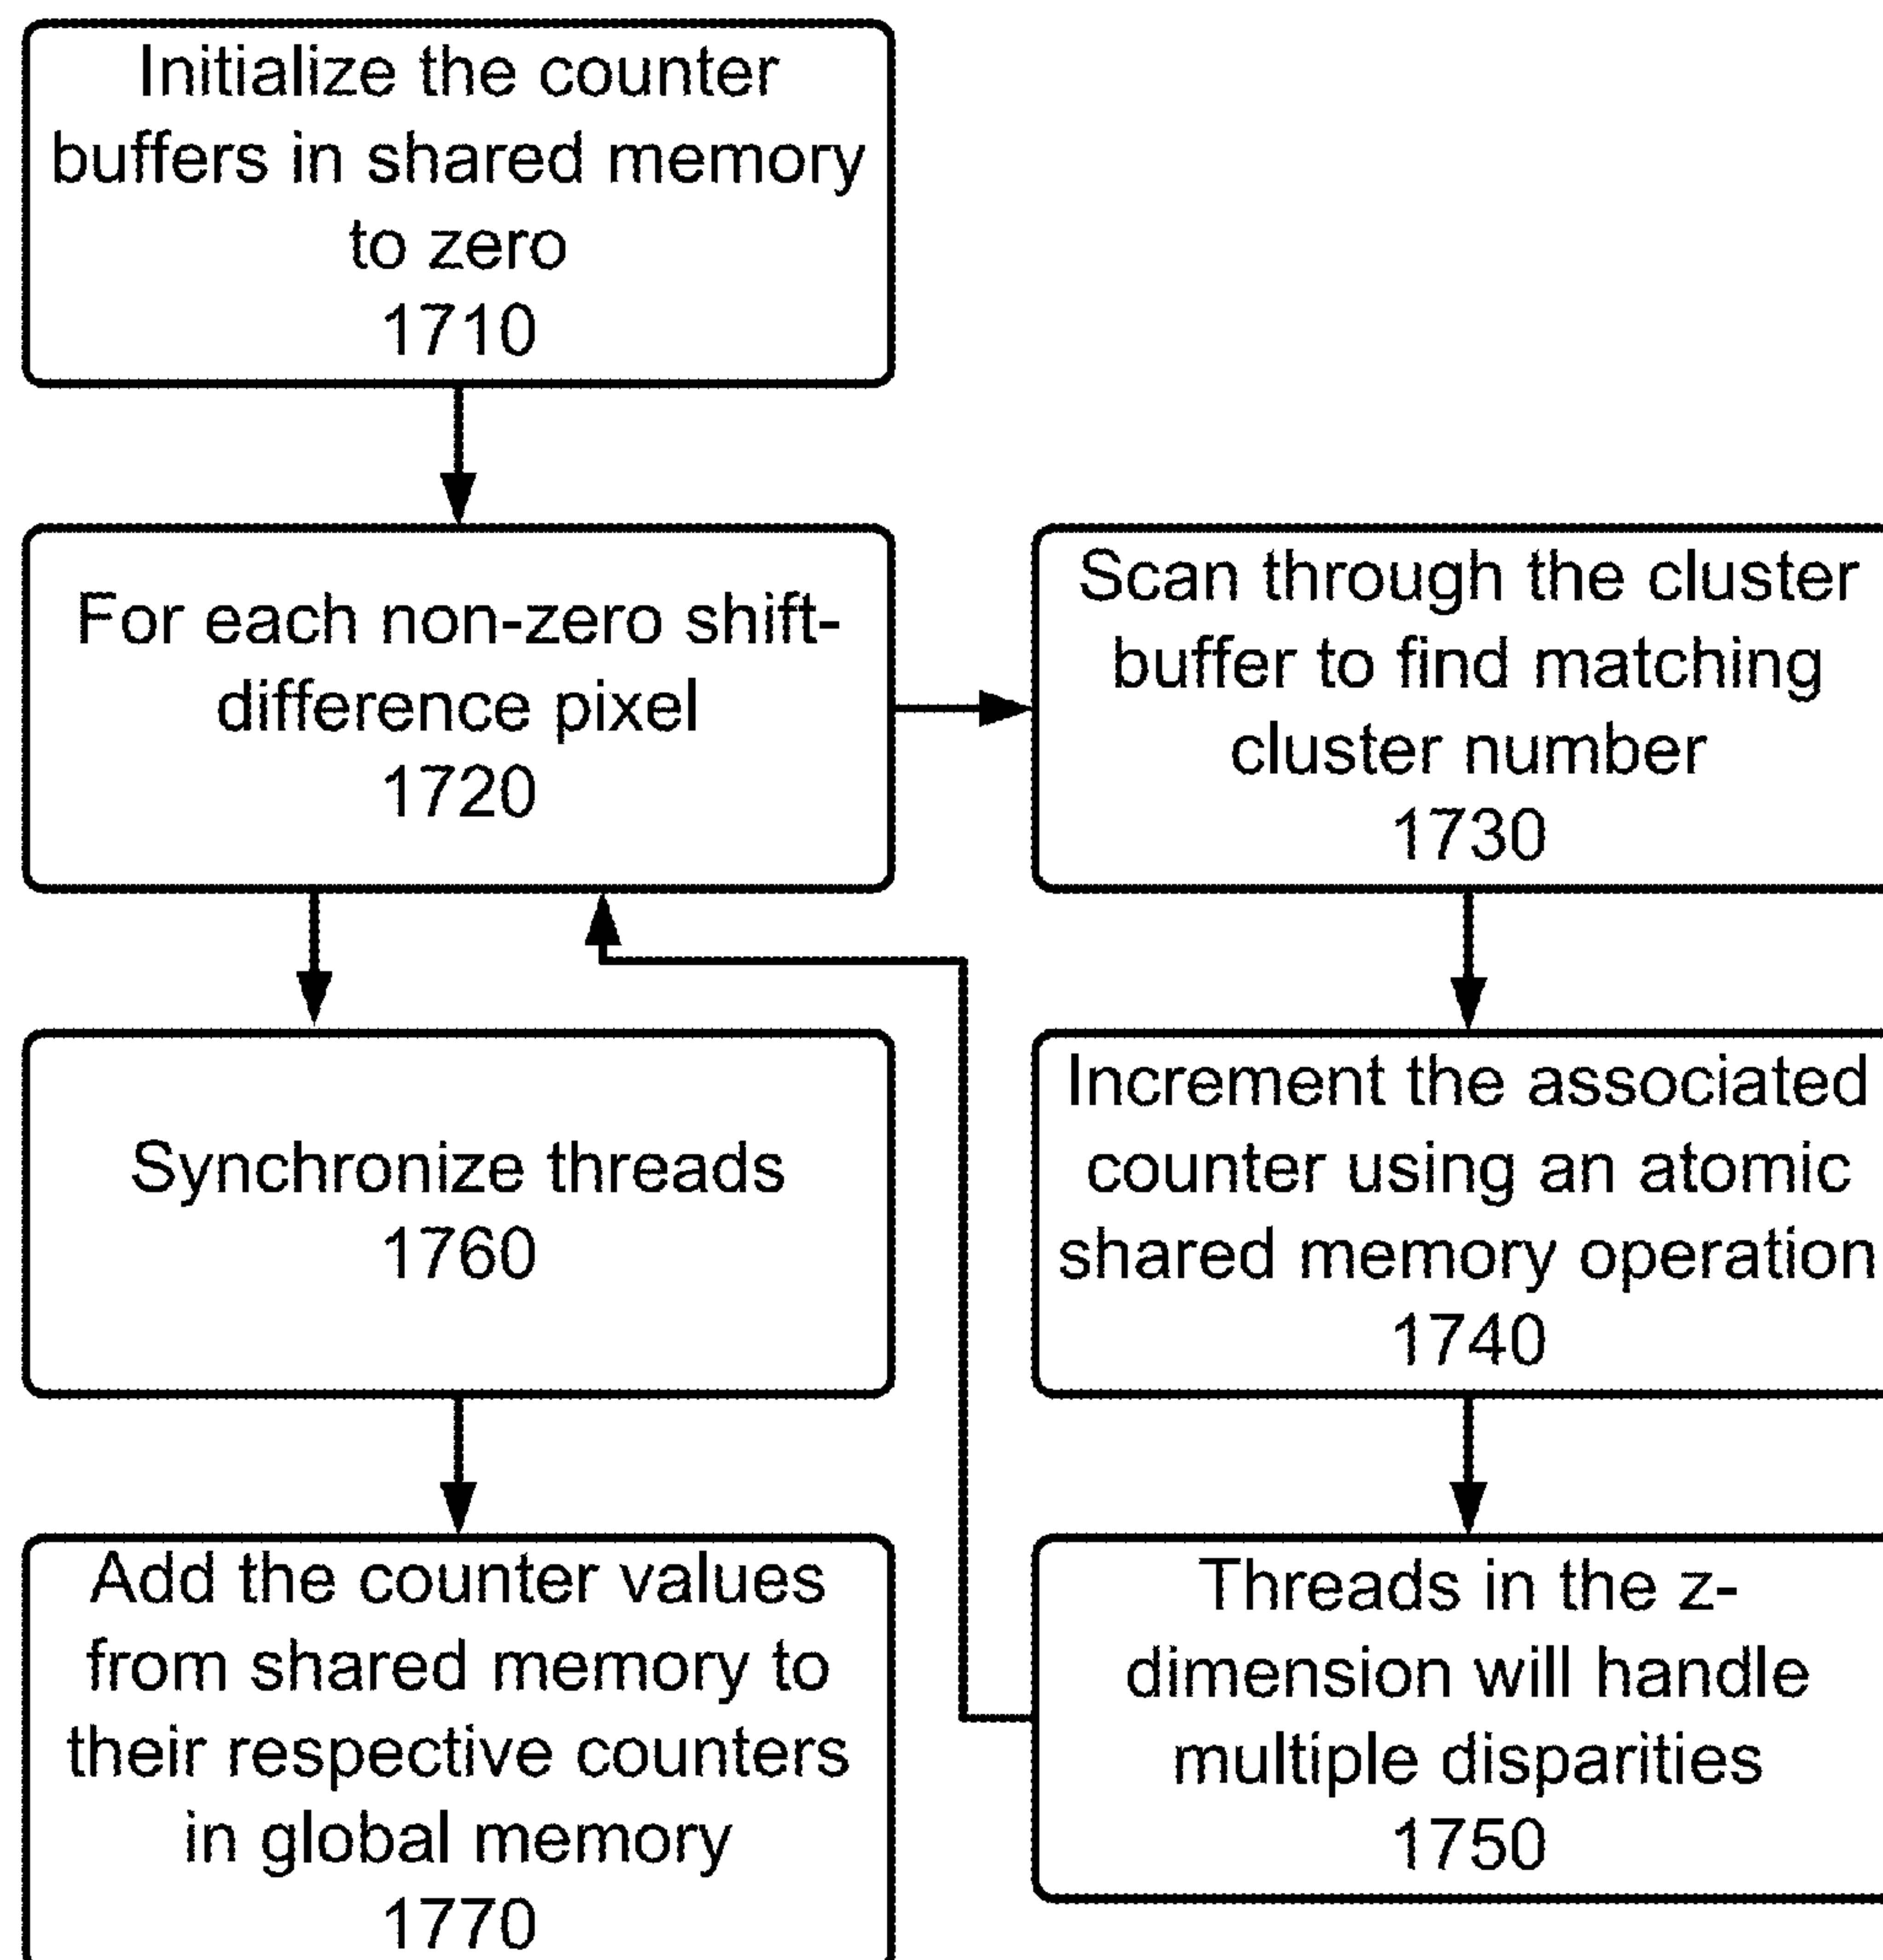 Initialize the counter
buffers in shared memory
to zero
1710
For each non-zero shift-
difference pixel
1720
Scan through the cluster
buffer to find matching
cluster number
1730
Increment the associated
counter using an atomic
shared memory operation
1740
Threads in the z-
dimension will handle
multiple disparities
1750
Synchronize threads
1760
Add the counter values
from shared memory to
their respective counters
in global memory
1770